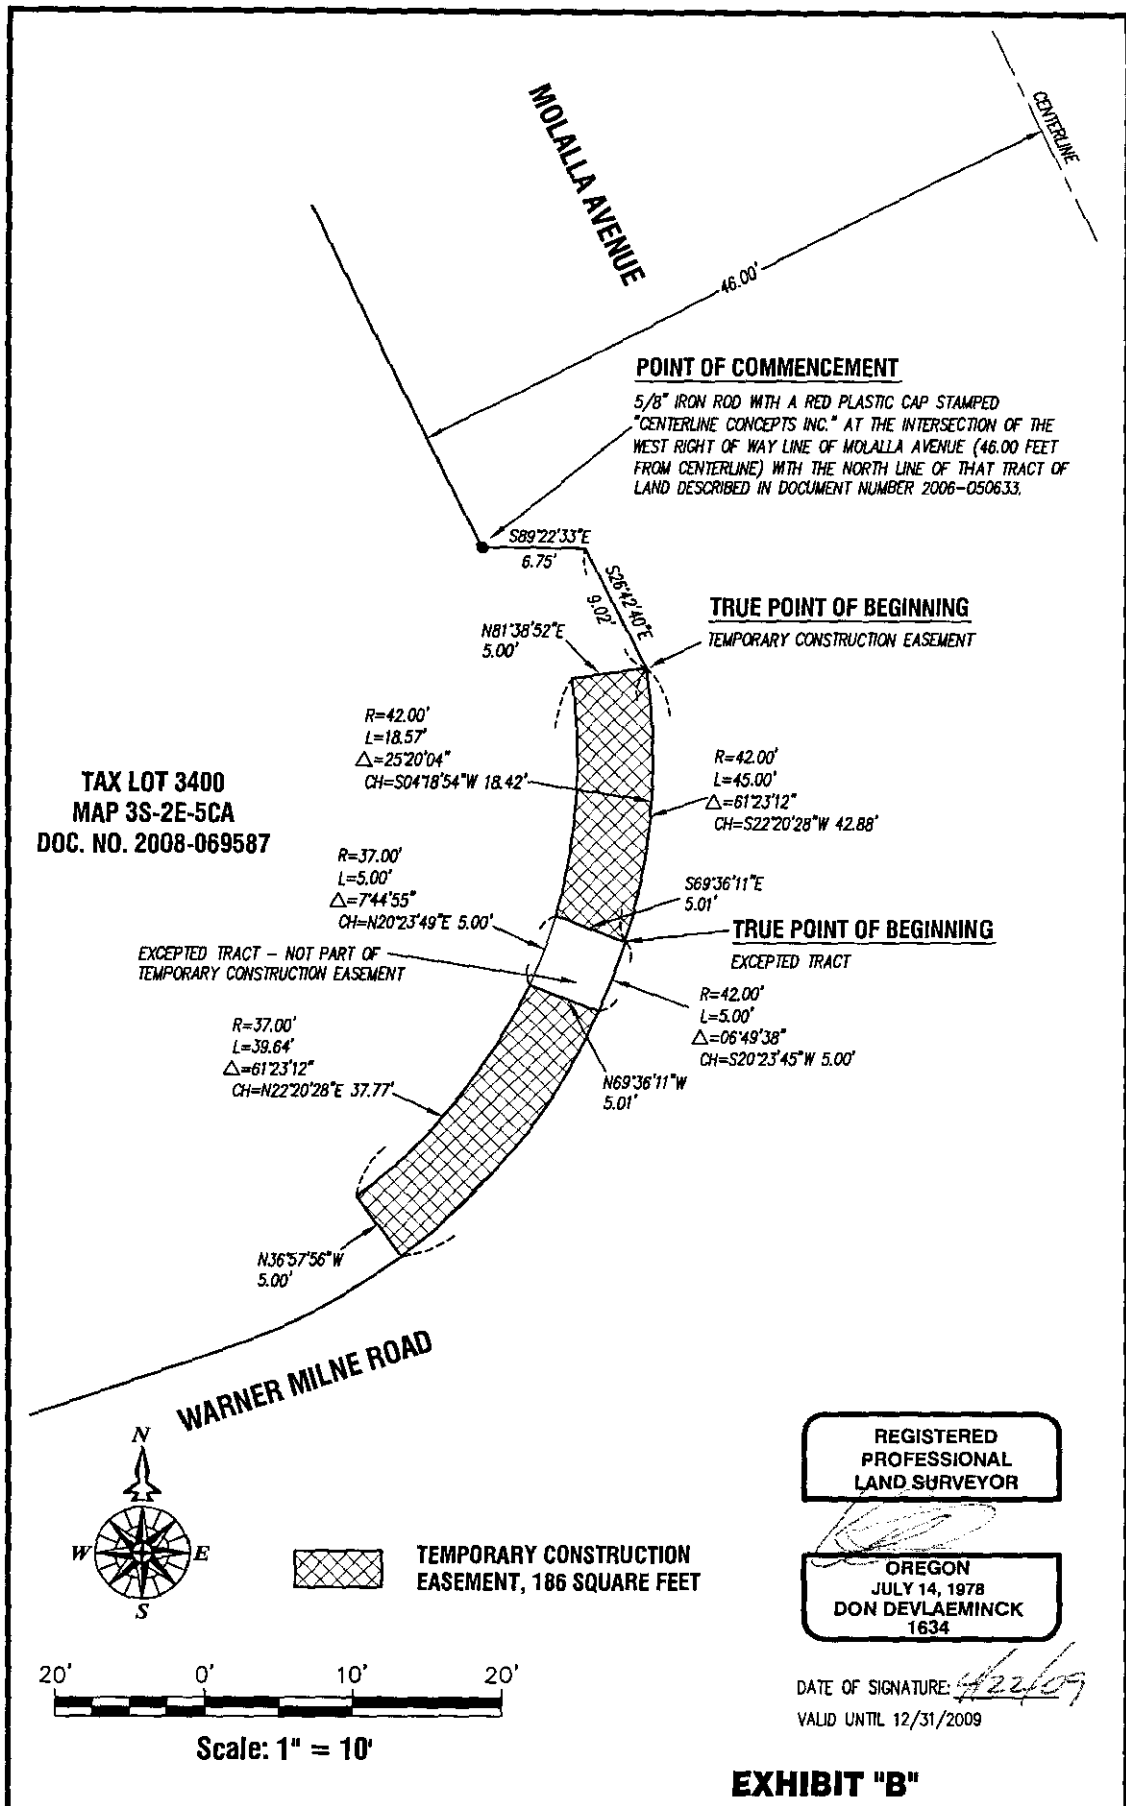 MOLALLA AVENUE
CENTERLINE
46.00'
POINT OF COMMENCEMENT
5/8" IRON ROD WITH A RED PLASTIC CAP STAMPED
"CENTERLINE CONCEPTS INC." AT THE INTERSECTION OF THE
WEST RIGHT OF WAY LINE OF MOLALLA AVENUE (46.00 FEET
FROM CENTERLINE) WITH THE NORTH LINE OF THAT TRACT OF
LAND DESCRIBED IN DOCUMENT NUMBER 2006-050633.
S89°22'33"E
6.75'
S26°42'40"E
9.02'
TRUE POINT OF BEGINNING
TEMPORARY CONSTRUCTION EASEMENT
N81°38'52"E
5.00'
R=42.00'
L=18.57'
△=25°20'04"
CH=S04°18'54"W 18.42'
R=42.00'
L=45.00'
△=61°23'12"
CH=S22°20'28"W 42.88'
TAX LOT 3400
MAP 3S-2E-5CA
DOC. NO. 2008-069587
R=37.00'
L=5.00'
△=7°44'55"
CH=N20°23'49"E 5.00'
S69°36'11"E
5.01'
TRUE POINT OF BEGINNING
EXCEPTED TRACT
EXCEPTED TRACT - NOT PART OF
TEMPORARY CONSTRUCTION EASEMENT
R=42.00'
L=5.00'
△=06°49'38"
CH=S20°23'45"W 5.00'
R=37.00'
L=39.64'
△=61°23'12"
CH=N22°20'28"E 37.77'
N69°36'11"W
5.01'
N36°57'56"W
5.00'
WARNER MILNE ROAD
N
W
E
S
TEMPORARY CONSTRUCTION
EASEMENT, 186 SQUARE FEET
REGISTERED
PROFESSIONAL
LAND SURVEYOR
OREGON
JULY 14, 1978
DON DEVLAEMINCK
1634
20' 0' 10' 20'
Scale: 1" = 10'
DATE OF SIGNATURE: 4/22/09
VALID UNTIL 12/31/2009
EXHIBIT "B"